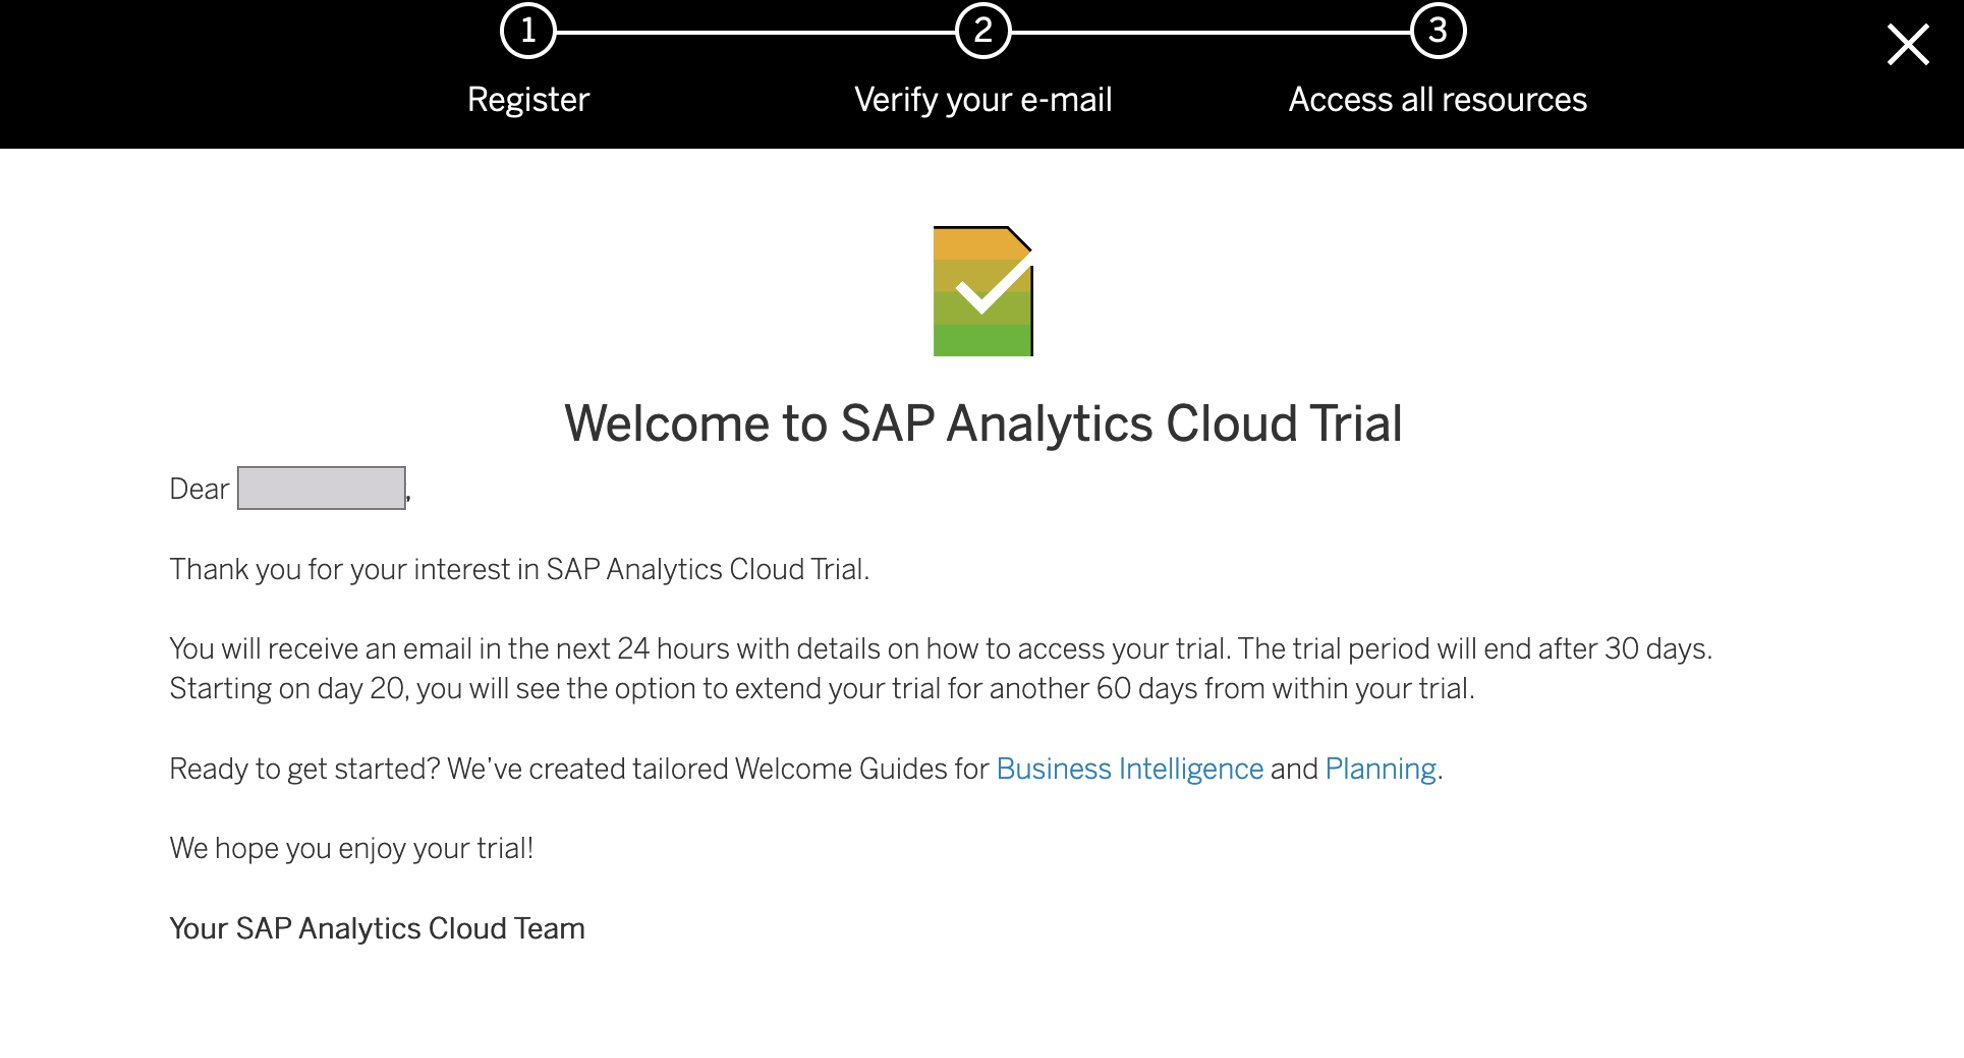 1
2
3
Register
Verify your e-mail
Access all resources
Welcome to SAP Analytics Cloud Trial
Dear ,
Thank you for your interest in SAP Analytics Cloud Trial.
You will receive an email in the next 24 hours with details on how to access your trial. The trial period will end after 30 days.
Starting on day 20, you will see the option to extend your trial for another 60 days from within your trial.
Ready to get started? We've created tailored Welcome Guides for Business Intelligence and Planning.
We hope you enjoy your trial!
Your SAP Analytics Cloud Team